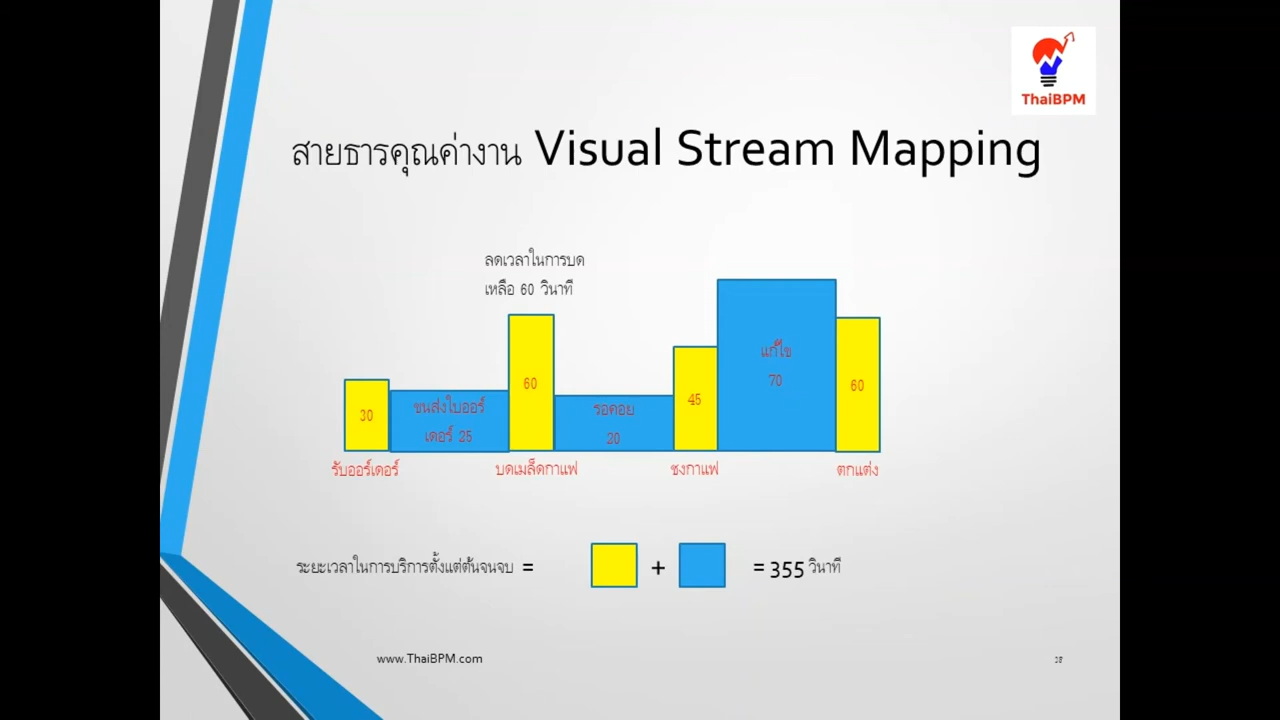 ThaiBPM
สายธารคุณค่างาน Visual Stream Mapping
ลดเวลาในการบด
เหลือ 60 วินาที
30
ขนส่งใบออร์
เดอร์ 25
60
รอคอย
20
45
แก้ไข
70
60
รับออร์เดอร์
บดเมล็ดกาแฟ
ชงกาแฟ
ตกแต่ง
ระยะเวลาในการบริการตั้งแต่ต้นจนจบ = + = 355 วินาที
www.ThaiBPM.com